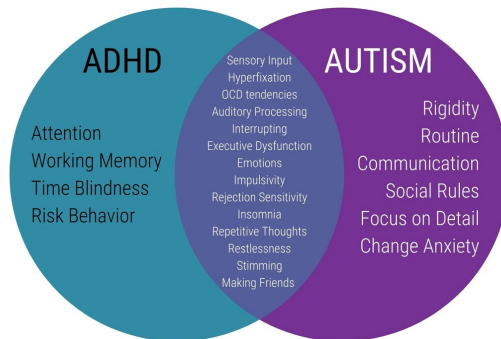 ADHD
Attention
Working Memory
Time Blindness
Risk Behavior
Sensory Input
Hyperfixation
OCD tendencies
Auditory Processing
Interrupting
Executive Dysfunction
Emotions
Impulsivity
Rejection Sensitivity
Insomnia
Repetitive Thoughts
Restlessness
Stimming
Making Friends
AUTISM
Rigidity
Routine
Communication
Social Rules
Focus on Detail
Change Anxiety